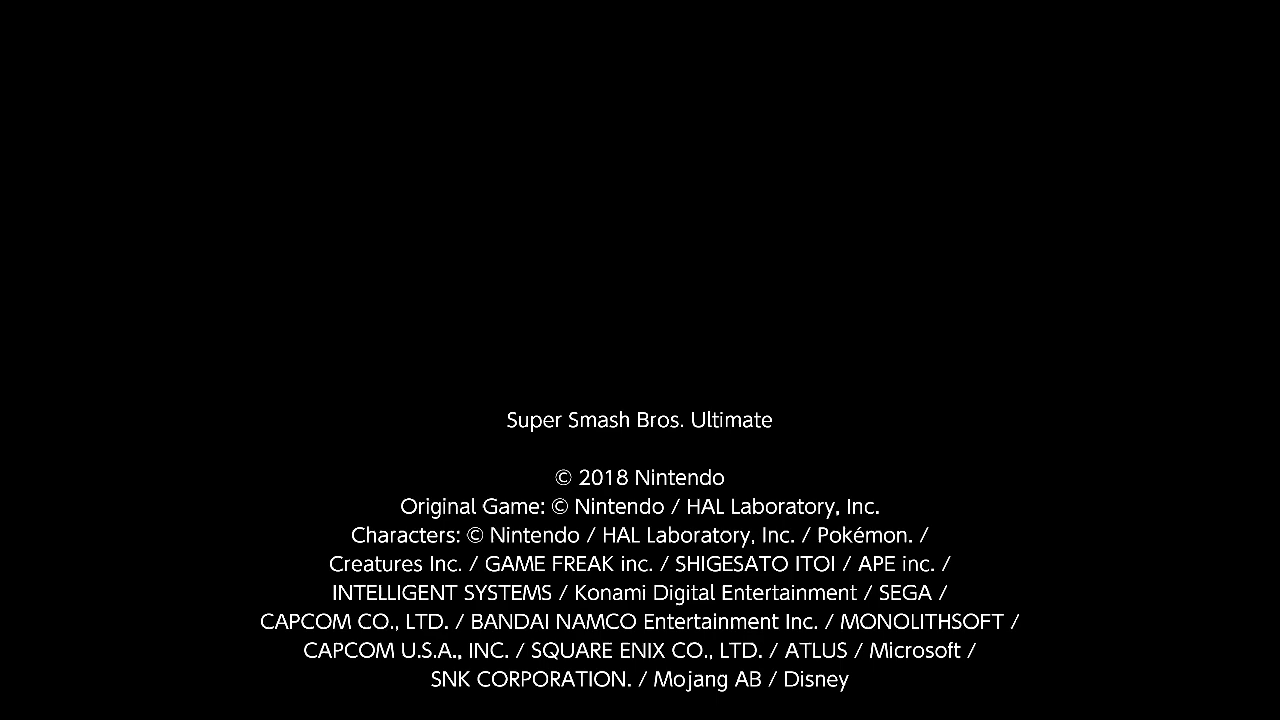 Super Smash Bros. Ultimate
© 2018 Nintendo
Original Game: © Nintendo / HAL Laboratory, Inc.
Characters: © Nintendo / HAL Laboratory, Inc. / Pokémon. /
Creatures Inc. / GAME FREAK inc. / SHIGESATO ITOI / APE inc. /
INTELLIGENT SYSTEMS / Konami Digital Entertainment / SEGA /
CAPCOM CO., LTD. / BANDAI NAMCO Entertainment Inc. / MONOLITHSOFT /
CAPCOM U.S.A., INC. / SQUARE ENIX CO., LTD. / ATLUS / Microsoft /
SNK CORPORATION. / Mojang AB / Disney